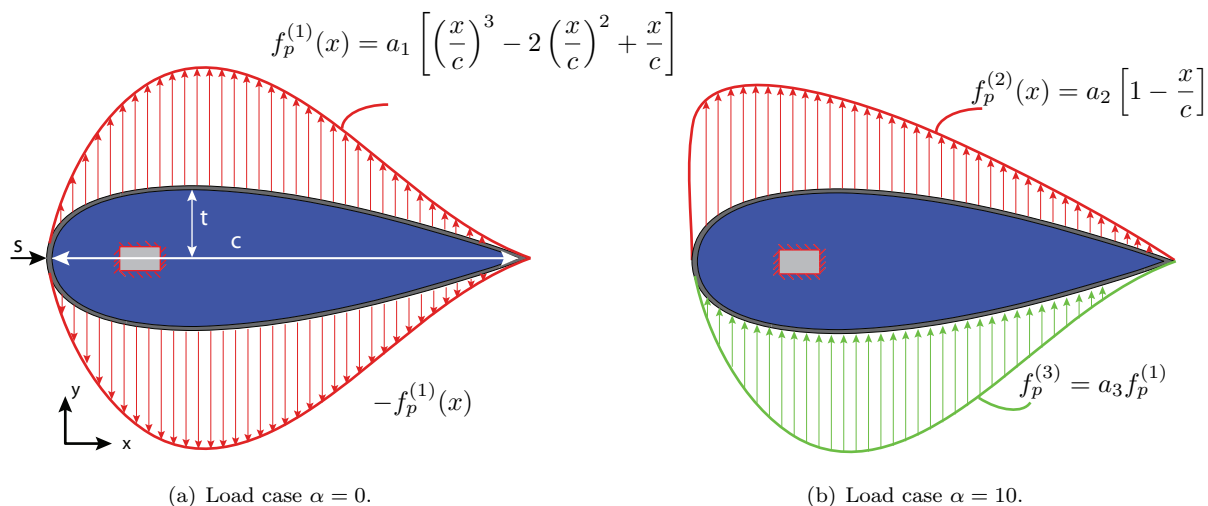 f_p^{(1)}(x) = a_1 [ (x/c)^3 − 2 (x/c)^2 + x/c ]
f_p^{(2)}(x) = a_2 [ 1 − x/c ]
t
s
c
−f_p^{(1)}(x)
f_p^{(3)} = a_3 f_p^{(1)}
y
x
(a) Load case α = 0.
(b) Load case α = 10.